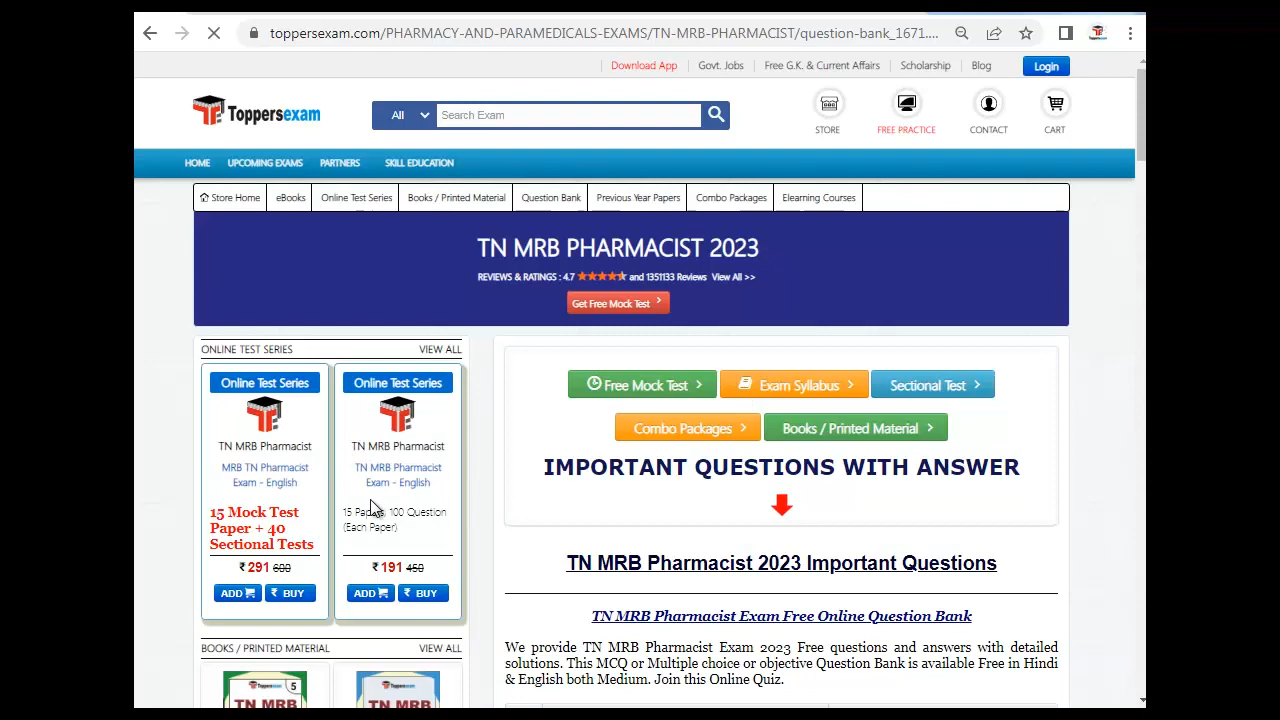 toppersexam.com/PHARMACY-AND-PARAMEDICALS-EXAMS/TN-MRB-PHARMACIST/question-bank_1671....
Download App Govt. Jobs Free G.K. & Current Affairs Scholarship Blog Login
Toppersexam All Search Exam
STORE FREE PRACTICE CONTACT CART
HOME UPCOMING EXAMS PARTNERS SKILL EDUCATION
Store Home eBooks Online Test Series Books / Printed Material Question Bank Previous Year Papers Combo Packages Elearning Courses
TN MRB PHARMACIST 2023
REVIEWS & RATINGS : 4.7 and 1351133 Reviews View All >>
Get Free Mock Test
ONLINE TEST SERIES VIEW ALL
Online Test Series
TN MRB Pharmacist
MRB TN Pharmacist
Exam - English
15 Mock Test
Paper + 40
Sectional Tests
₹ 291 600
ADD ₹ BUY
Online Test Series
TN MRB Pharmacist
TN MRB Pharmacist
Exam - English
15 Papers, 100 Question
(Each Paper)
₹ 191 450
ADD ₹ BUY
BOOKS / PRINTED MATERIAL VIEW ALL
Toppersexam 5
TN MRB
Toppersexam
TN MRB
Free Mock Test Exam Syllabus Sectional Test
Combo Packages Books / Printed Material
IMPORTANT QUESTIONS WITH ANSWER
TN MRB Pharmacist 2023 Important Questions
TN MRB Pharmacist Exam Free Online Question Bank
We provide TN MRB Pharmacist Exam 2023 Free questions and answers with detailed
solutions. This MCQ or Multiple choice or objective Question Bank is available Free in Hindi
& English both Medium. Join this Online Quiz.